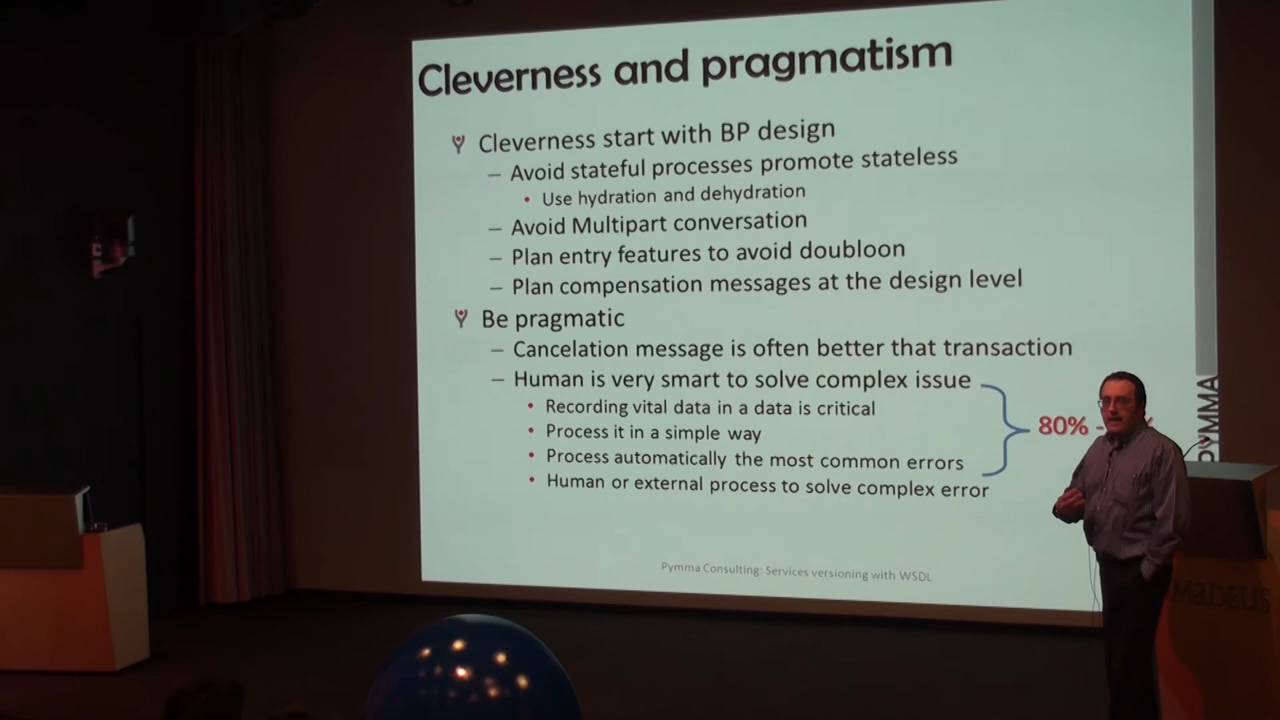 Cleverness and pragmatism
Cleverness start with BP design
– Avoid stateful processes promote stateless
• Use hydration and dehydration
– Avoid Multipart conversation
– Plan entry features to avoid doubloon
– Plan compensation messages at the design level
Be pragmatic
– Cancelation message is often better that transaction
– Human is very smart to solve complex issue
• Recording vital data in a data is critical
• Process it in a simple way
• Process automatically the most common errors
• Human or external process to solve complex error
80% -
PYMMA
Pymma Consulting: Services versioning with WSDL
amadeus